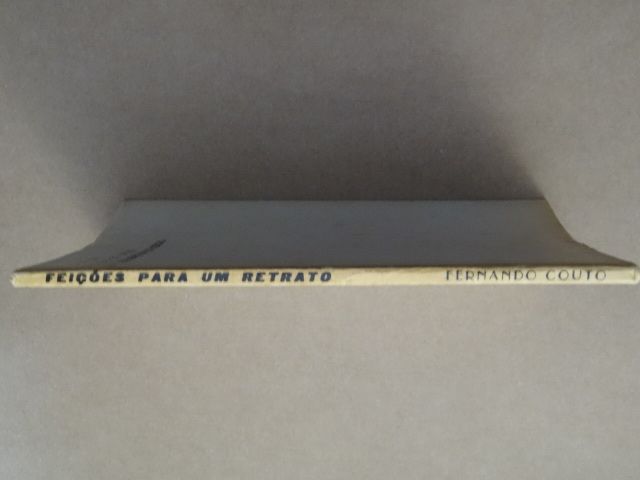 FEIÇÕES PARA UM RETRATO
FERNANDO COUTO